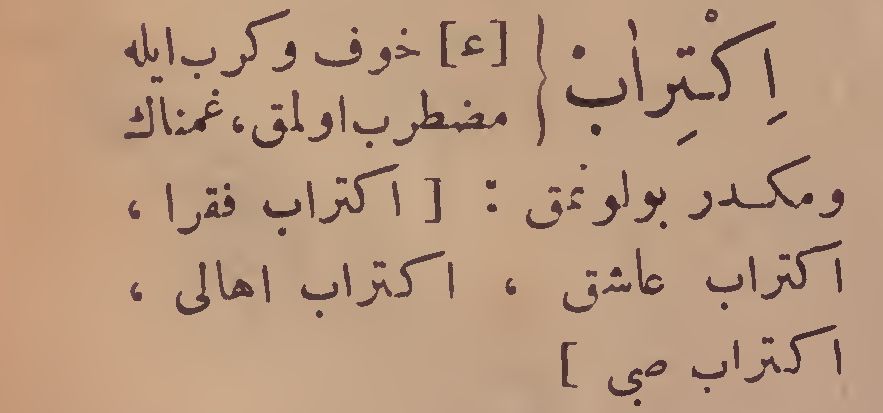 اِكْتِرابْ { [ء] خوف وكرب ايله
مضطرب اولمق، غمناك
ومكدر بولونمق : [ اكتراب فقرا ،
اكتراب عاشق ، اكتراب اهالى ،
اكتراب صبى ]